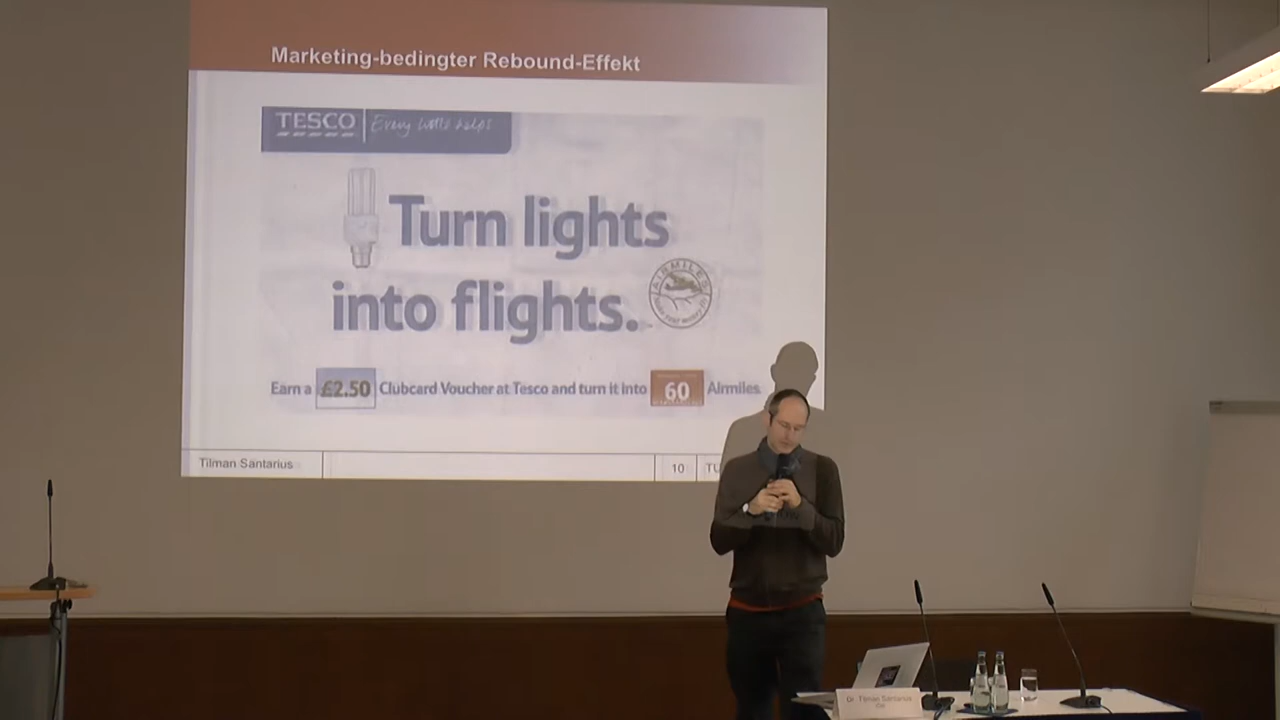 Marketing-bedingter Rebound-Effekt
TESCO Every little helps
Turn lights
into flights.
AIRMILES
Earn a £2.50 Clubcard Voucher at Tesco and turn it into 60 Airmiles.
Tilman Santarius
10
TU
Dr. Tilman Santarius